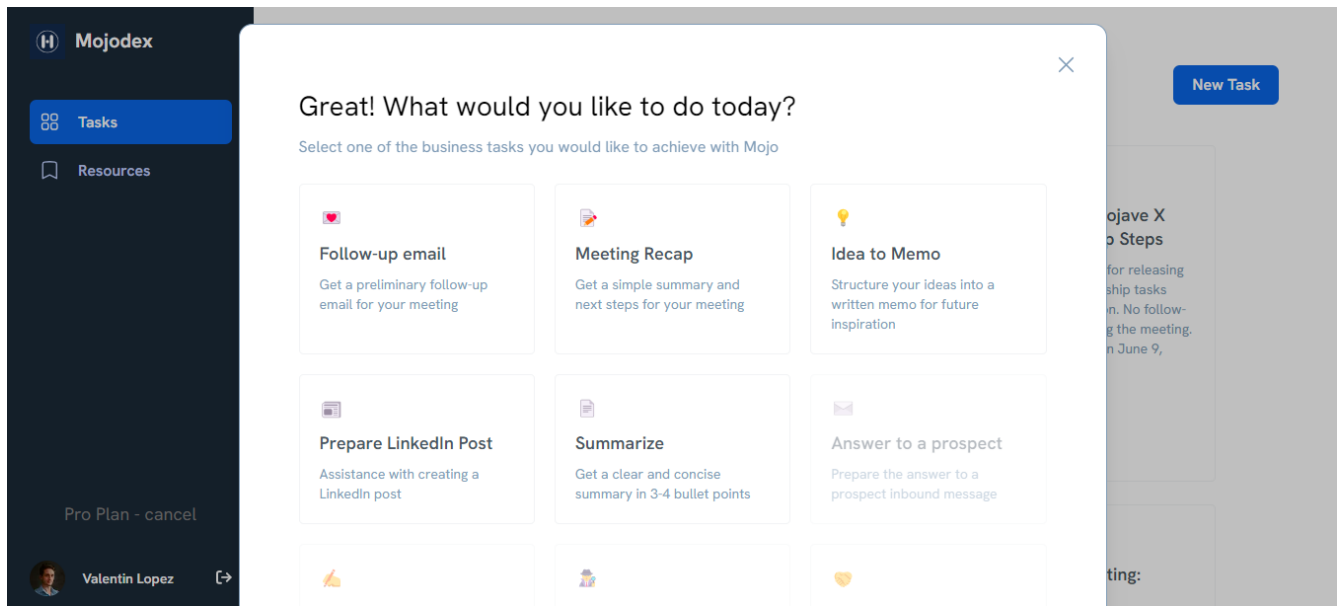 Mojodex
Tasks
Resources
Pro Plan - cancel
Valentin Lopez
Great! What would you like to do today?
Select one of the business tasks you would like to achieve with Mojo
Follow-up email
Get a preliminary follow-up
email for your meeting
Meeting Recap
Get a simple summary and
next steps for your meeting
Idea to Memo
Structure your ideas into a
written memo for future
inspiration
Prepare LinkedIn Post
Assistance with creating a
LinkedIn post
Summarize
Get a clear and concise
summary in 3-4 bullet points
Answer to a prospect
Prepare the answer to a
prospect inbound message
New Task
ojave X
Steps
for releasing
ship tasks
n. No follow-
g the meeting.
n June 9,
ting: